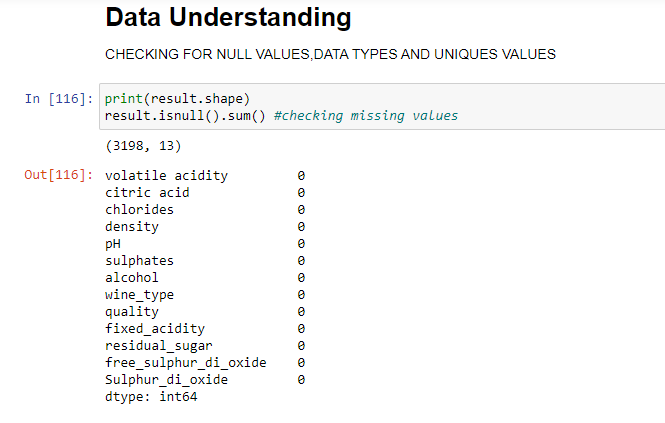 Data Understanding
CHECKING FOR NULL VALUES,DATA TYPES AND UNIQUES VALUES
In [116]: print(result.shape)
result.isnull().sum() #checking missing values
(3198, 13)
Out[116]: volatile acidity 0
citric acid 0
chlorides 0
density 0
pH 0
sulphates 0
alcohol 0
wine_type 0
quality 0
fixed_acidity 0
residual_sugar 0
free_sulphur_di_oxide 0
Sulphur_di_oxide 0
dtype: int64